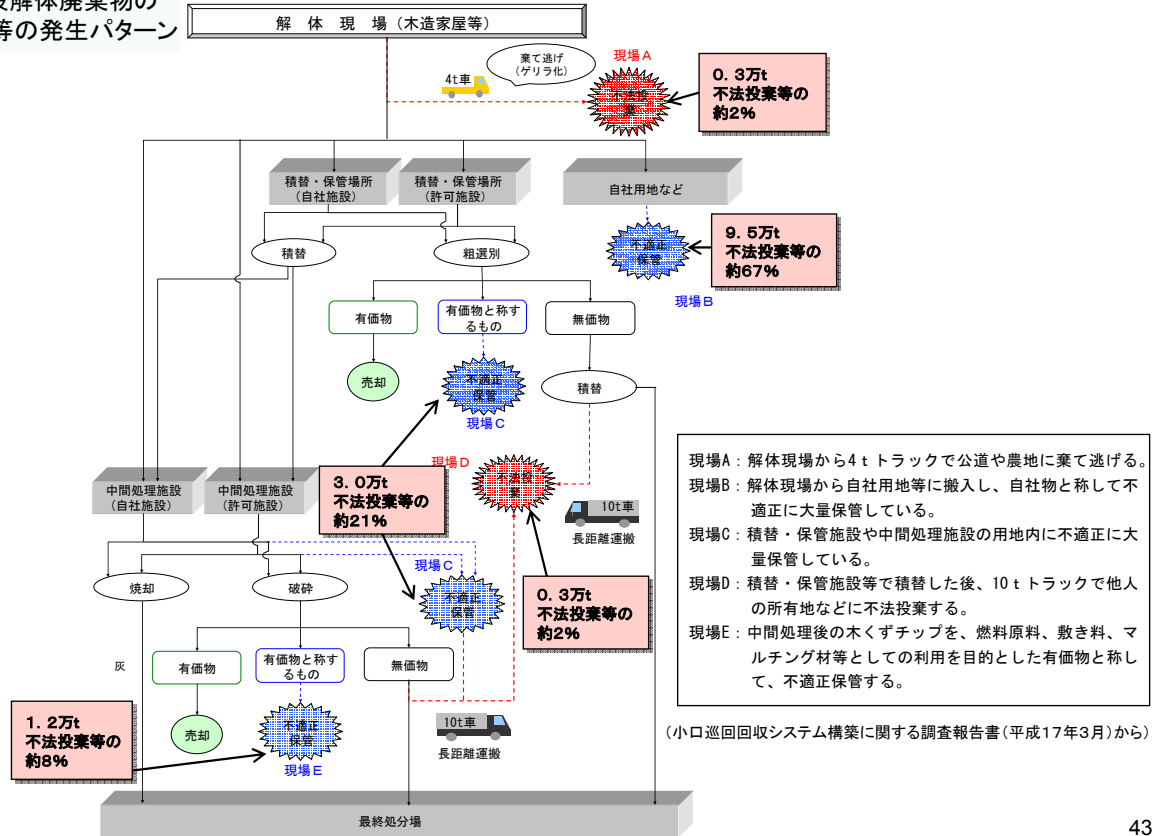 設解体廃棄物の
等の発生パターン
解 体 現 場（木造家屋等）
棄て逃げ
（ゲリラ化）
4t車
現場A
不法投
棄
0．3万t
不法投棄等の
約2%
積替・保管場所
（自社施設）
積替・保管場所
（許可施設）
自社用地など
積替
粗選別
不適正
保管
9．5万t
不法投棄等の
約67%
現場B
有価物
有価物と称す
るもの
無価物
売却
不適正
保管
積替
現場C
現場D
不法投
棄
3．0万t
不法投棄等の
約21%
中間処理施設
（自社施設）
中間処理施設
（許可施設）
10t車
長距離運搬
焼却
破砕
現場C
不適正
保管
0．3万t
不法投棄等の
約2%
灰
有価物
有価物と称す
るもの
無価物
売却
不適正
保管
現場E
10t車
長距離運搬
1．2万t
不法投棄等の
約8%
最終処分場
現場A：解体現場から4ｔトラックで公道や農地に棄て逃げる。
現場B：解体現場から自社用地等に搬入し、自社物と称して不
適正に大量保管している。
現場C：積替・保管施設や中間処理施設の用地内に不適正に大
量保管している。
現場D：積替・保管施設等で積替した後、10ｔトラックで他人
の所有地などに不法投棄する。
現場E：中間処理後の木くずチップを、燃料原料、敷き料、マ
ルチング材等としての利用を目的とした有価物と称し
て、不適正保管する。
（小口巡回回収システム構築に関する調査報告書（平成17年3月）から）
43